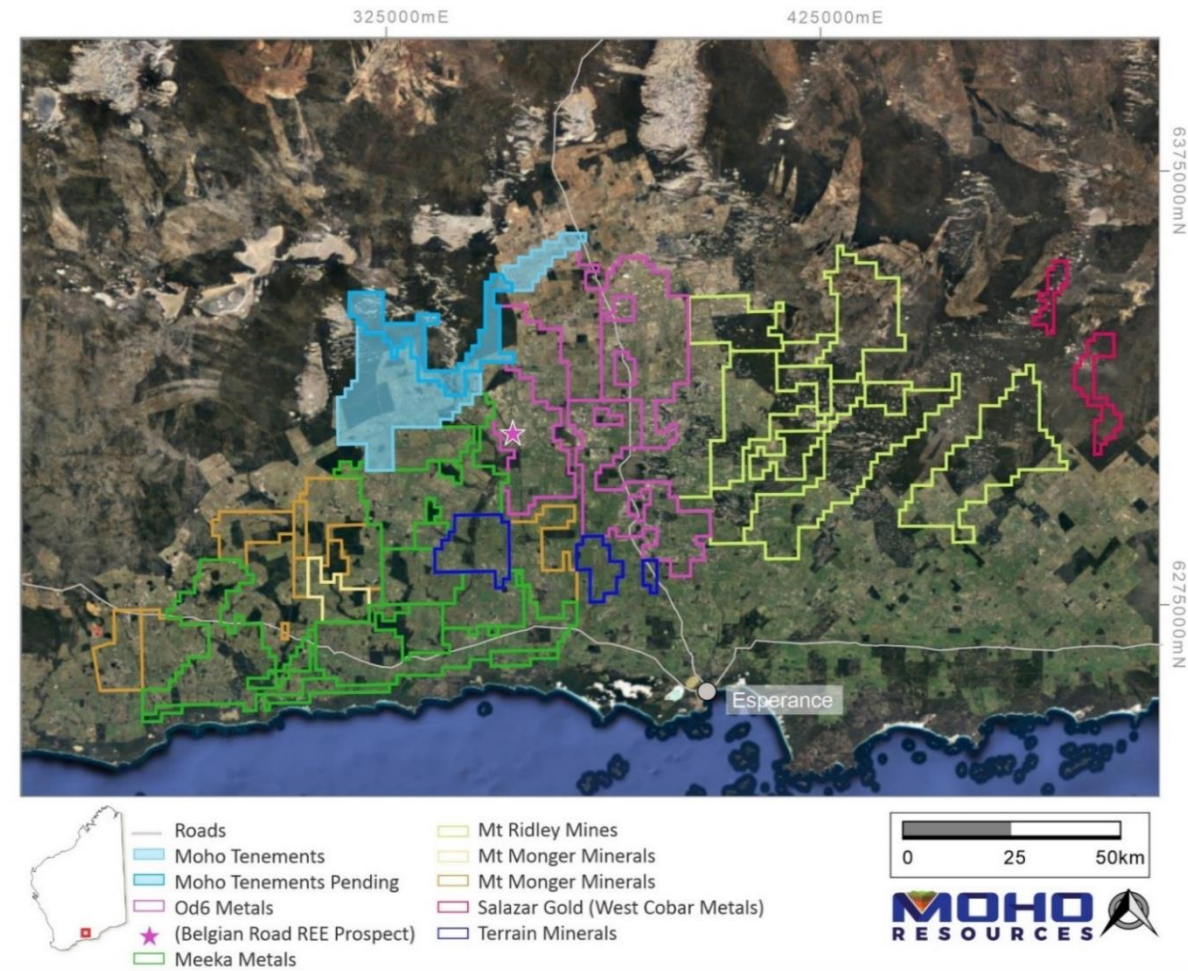 325000mE
425000mE
6375000mN
6275000mN
Esperance
Roads
Moho Tenements
Moho Tenements Pending
Od6 Metals
(Belgian Road REE Prospect)
Meeka Metals
Mt Ridley Mines
Mt Monger Minerals
Mt Monger Minerals
Salazar Gold (West Cobar Metals)
Terrain Minerals
0 25 50km
MOHO
RESOURCES